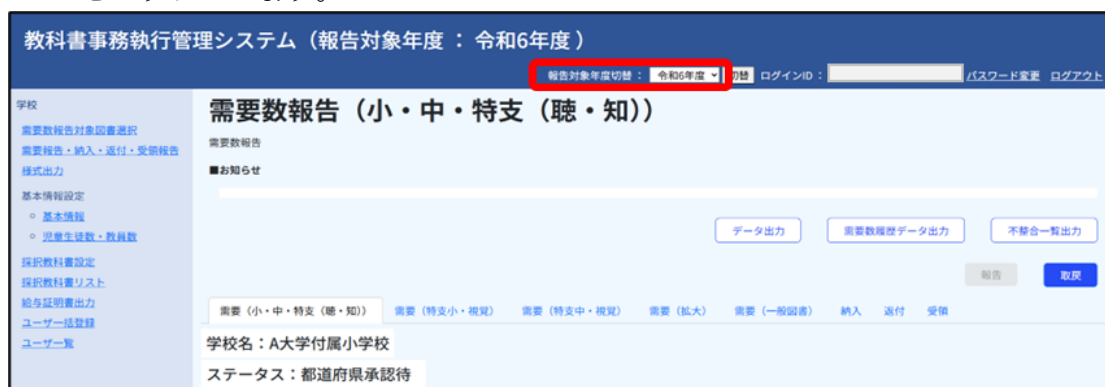 教科書事務執行管理システム（報告対象年度 ： 令和6年度 ）
報告対象年度切替 ： 令和6年度 切替 ログインID ： パスワード変更 ログアウト
学校
需要数報告対象図書選択
需要報告・納入・返付・受領報告
様式出力
基本情報設定
基本情報
児童生徒数・教員数
採択教科書設定
採択教科書リスト
給与証明書出力
ユーザー括登録
ユーザー覧
需要数報告（小・中・特支（聴・知））
需要数報告
■お知らせ
データ出力 需要数履歴データ出力 不整合一覧出力
報告 取戻
需要（小・中・特支（聴・知）） 需要（特支小・視覚） 需要（特支中・視覚） 需要（拡大） 需要（一般図書） 納入 返付 受領
学校名：A大学付属小学校
ステータス：都道府県承認待